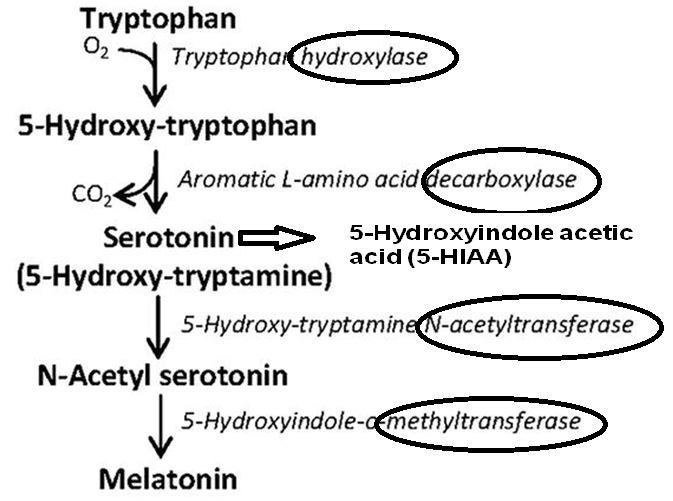 Tryptophan
O₂
Tryptophan hydroxylase
5-Hydroxy-tryptophan
Aromatic L-amino acid decarboxylase
CO₂
Serotonin
5-Hydroxyindole acetic
acid (5-HIAA)
(5-Hydroxy-tryptamine)
5-Hydroxy-tryptamine N-acetyltransferase
N-Acetyl serotonin
5-Hydroxyindole-o-methyltransferase
Melatonin